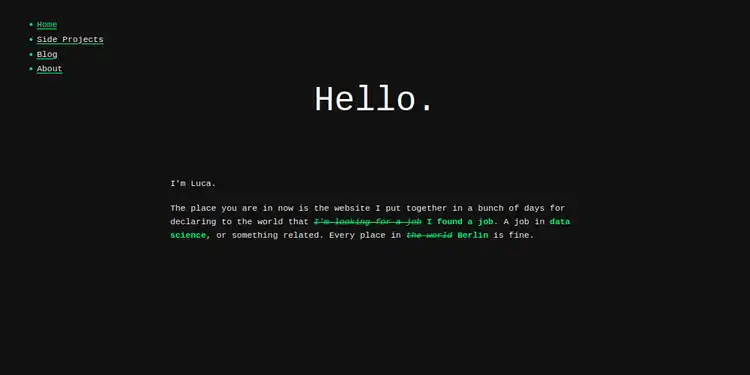 Home
Side Projects
Blog
About
Hello.
I'm Luca.
The place you are in now is the website I put together in a bunch of days for
declaring to the world that I'm looking for a job I found a job. A job in data
science, or something related. Every place in the world Berlin is fine.